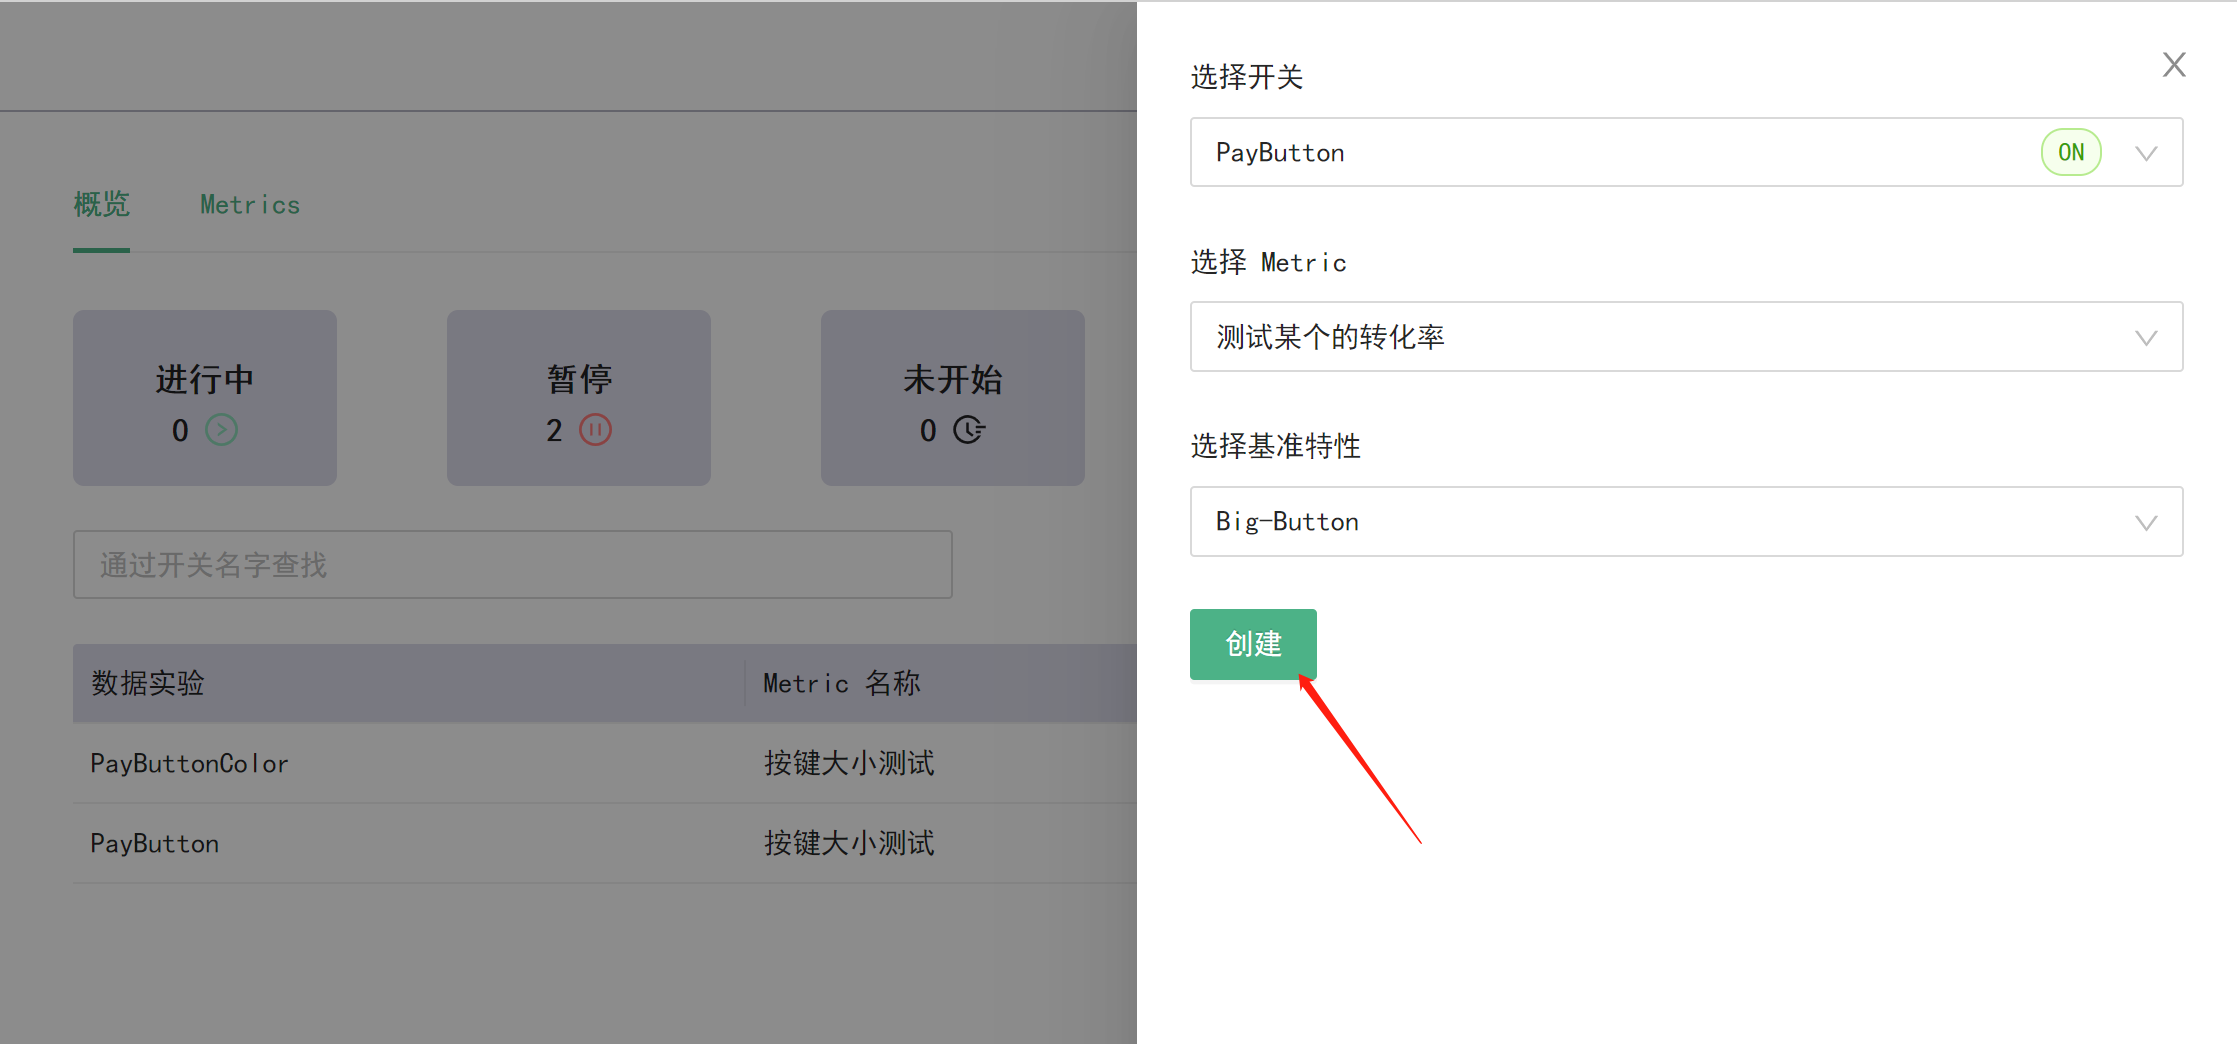 概览
Metrics
进行中
0
暂停
2
未开始
0
通过开关名字查找
数据实验
Metric 名称
PayButtonColor
按键大小测试
PayButton
按键大小测试
选择开关
PayButton
ON
选择 Metric
测试某个的转化率
选择基准特性
Big-Button
创建